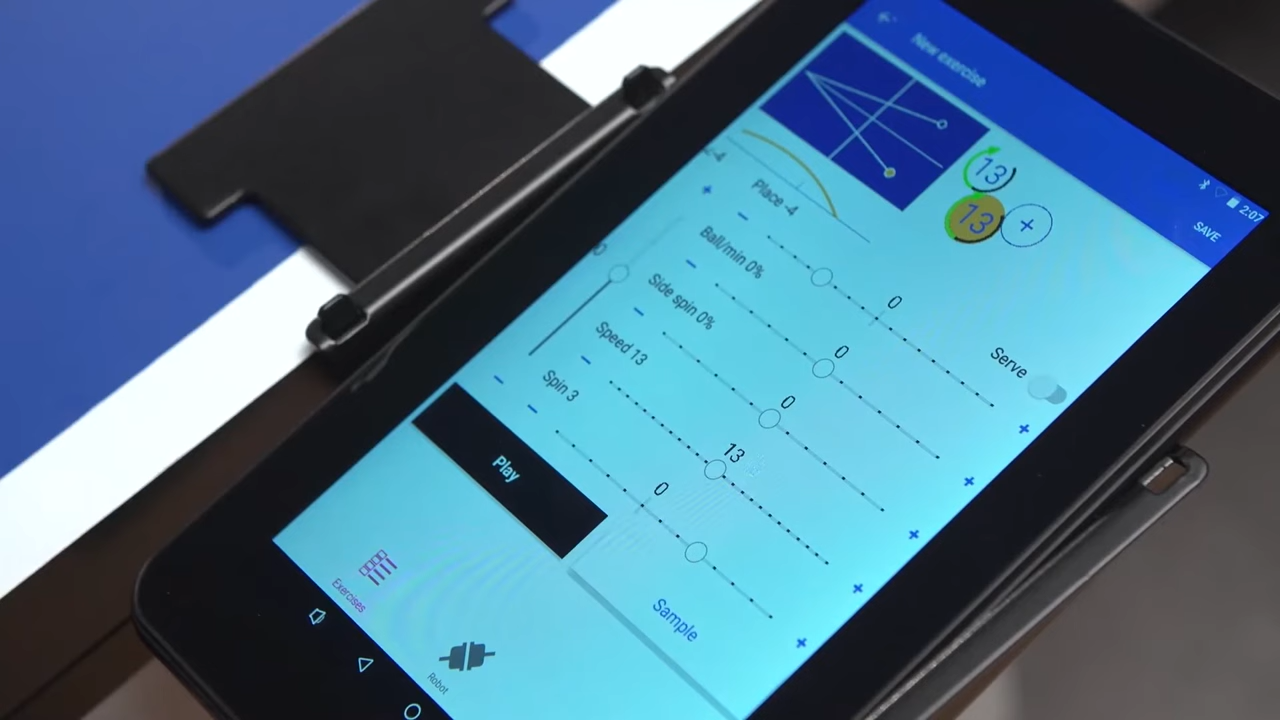 New exercise
2:07
SAVE
13
13
+
-4
Place -4
0
Ball/min 0%
0
Serve
Side spin 0%
0
Speed 13
13
Spin 3
0
Play
Sample
Exercises
Robot